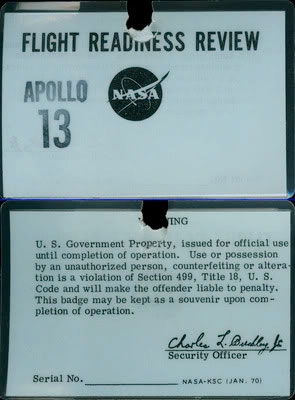 FLIGHT READINESS REVIEW
APOLLO
13
NASA
U. S. Government Property, issued for official use
until completion of operation. Use or possession
by an unauthorized person, counterfeiting or altera-
tion is a violation of Section 499, Title 18, U. S.
Code and will make the offender liable to penalty.
This badge may be kept as a souvenir upon com-
pletion of operation.
Charles L. Buckley, Jr.
Security Officer
Serial No.
NASA-KSC (JAN. 70)